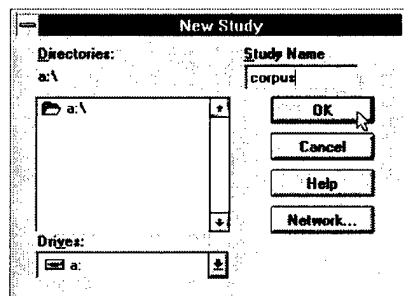 New Study
Directories:
a:\
Study Name
corpus
a:\
OK
Cancel
Help
Network...
Drives:
a: